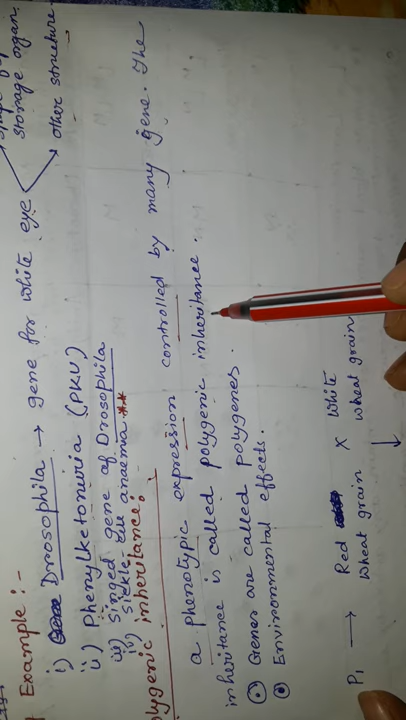 storage organ.
other structure.
Example :-
i) Drosophila → gene for white eye
ii) Phenylketonuria (PKU)
iii) Singed gene of Drosophila
iv) Sickle-cell anaemia **
olygenic inheritance:
a phenotypic expression controlled by many gene. The
inheritance is called polygenic inheritance.
Genes are called polygenes.
Environmental effects.
P1 → Red X White
wheat grain wheat grain
↓